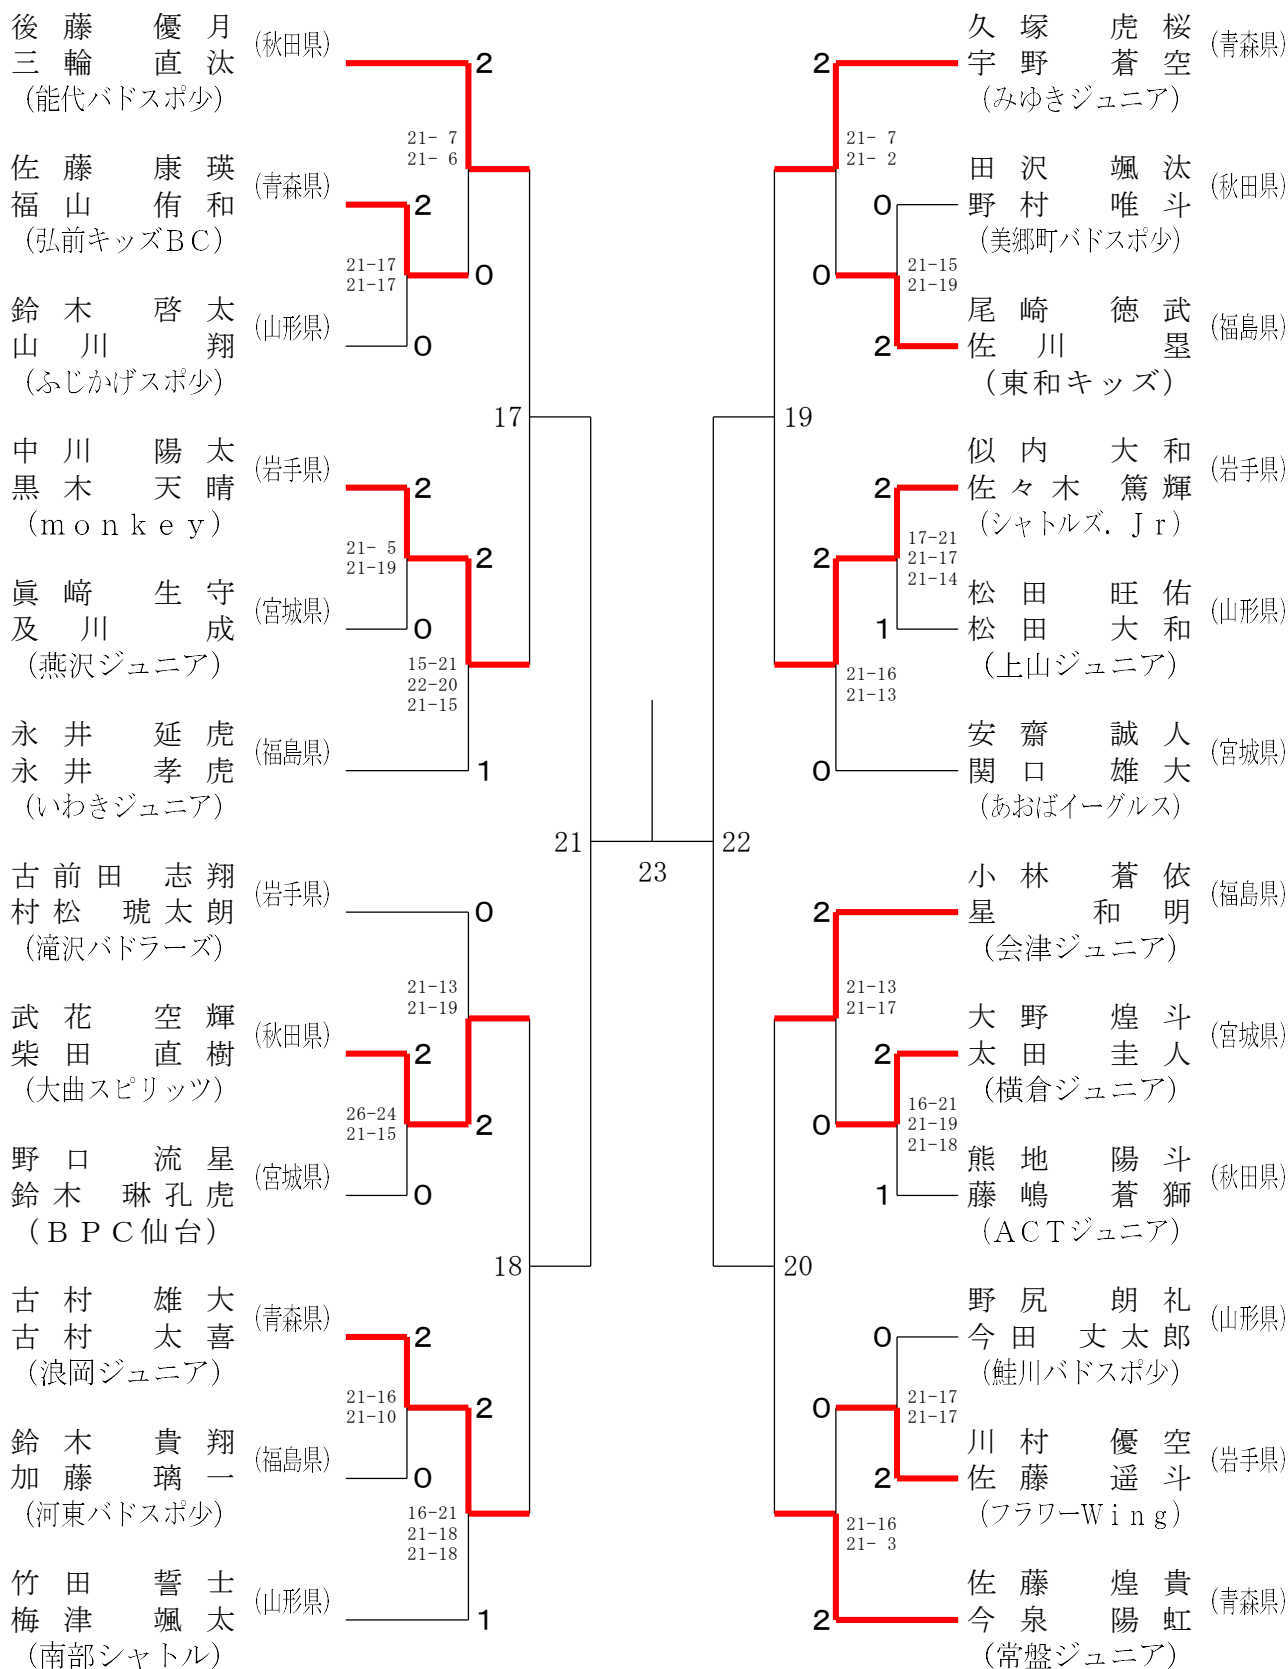 後藤 優月
三輪 直汰
(秋田県)
(能代バドスポ少)
2
21- 7
21- 6
佐藤 康瑛
福山 侑和
(青森県)
(弘前キッズBC)
2
21-17
21-17
0
鈴木 啓太
山川 翔
(山形県)
(ふじかげスポ少)
0
17
中川 陽太
黒木 天晴
(岩手県)
(monkey)
2
21- 5
21-19
2
眞﨑 生守
及川 成
(宮城県)
(燕沢ジュニア)
0
15-21
22-20
21-15
永井 延虎
永井 孝虎
(福島県)
(いわきジュニア)
1
21
古前田 志翔
村松 琥太朗
(岩手県)
(滝沢バドラーズ)
0
21-13
21-19
武花 空輝
柴田 直樹
(秋田県)
(大曲スピリッツ)
2
26-24
21-15
2
野口 流星
鈴木 琳孔虎
(宮城県)
(BPC仙台)
0
18
古村 雄大
古村 太喜
(青森県)
(浪岡ジュニア)
2
21-16
21-10
2
鈴木 貴翔
加藤 璃一
(福島県)
(河東バドスポ少)
0
16-21
21-18
21-18
竹田 誓士
梅津 颯太
(山形県)
(南部シャトル)
1
23
久塚 虎桜
宇野 蒼空
(青森県)
(みゆきジュニア)
2
21- 7
21- 2
田沢 颯汰
野村 唯斗
(秋田県)
(美郷町バドスポ少)
0
21-15
21-19
0
尾崎 徳武
佐川 塁
(福島県)
(東和キッズ)
2
19
似内 大和
佐々木 篤輝
(岩手県)
(シャトルズ.Jr)
2
17-21
21-17
21-14
2
松田 旺佑
松田 大和
(山形県)
(上山ジュニア)
1
21-16
21-13
安齋 誠人
関口 雄大
(宮城県)
(あおばイーグルス)
0
22
小林 蒼依
星 和明
(福島県)
(会津ジュニア)
2
21-13
21-17
大野 煌斗
太田 圭人
(宮城県)
(横倉ジュニア)
2
16-21
21-19
21-18
0
熊地 陽斗
藤嶋 蒼獅
(秋田県)
(ACTジュニア)
1
20
野尻 朗礼
今田 丈太郎
(山形県)
(鮭川バドスポ少)
0
21-17
21-17
0
川村 優空
佐藤 遥斗
(岩手県)
(フラワーWing)
2
21-16
21- 3
佐藤 煌貴
今泉 陽虹
(青森県)
(常盤ジュニア)
2